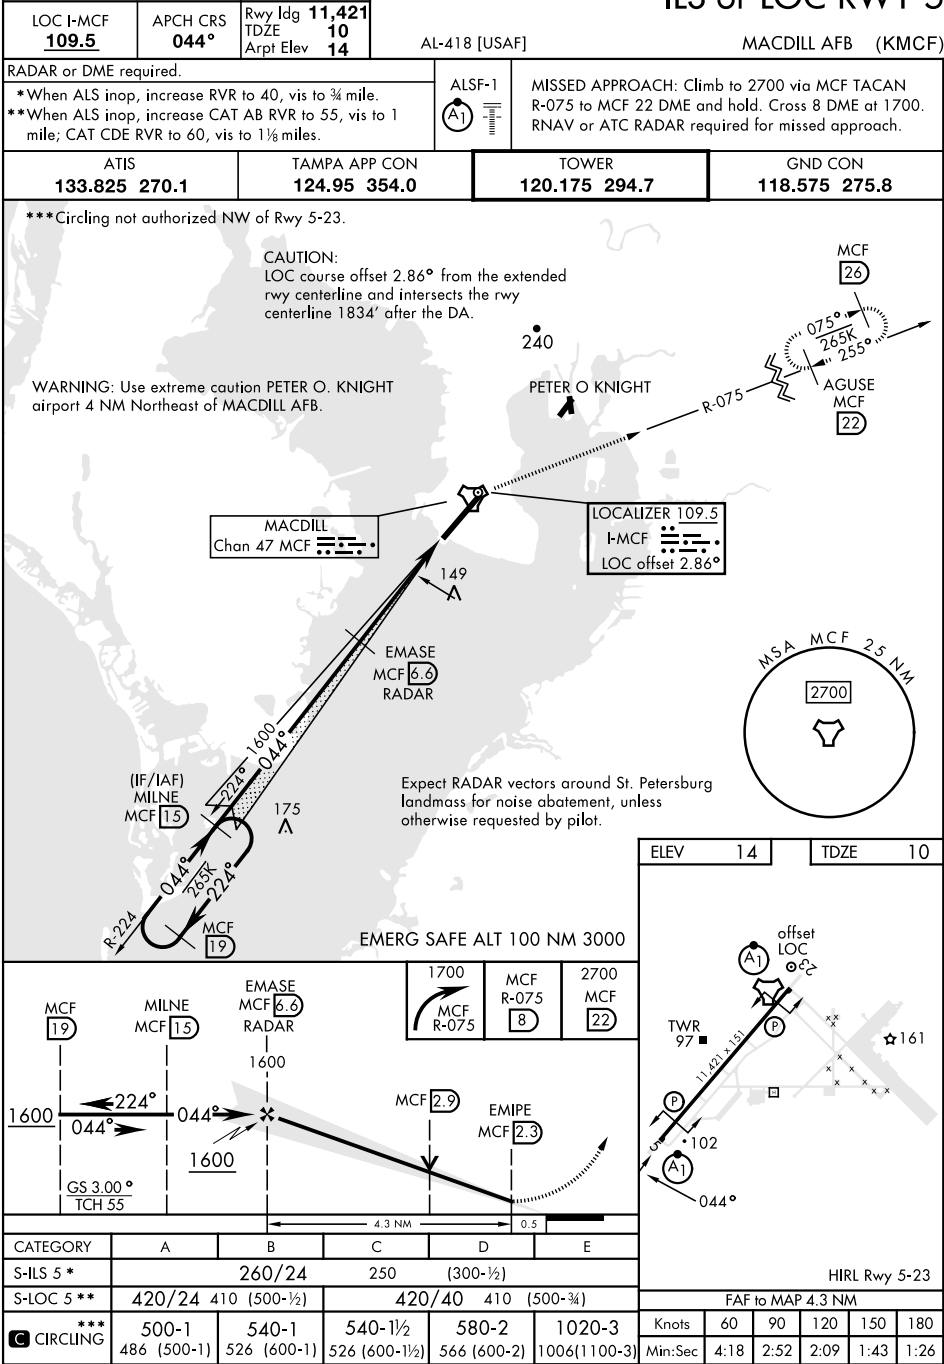 ILS or LOC RWY 5
LOC I-MCF
109.5
APCH CRS
044°
Rwy ldg 11,421
TDZE 10
Arpt Elev 14
AL-418 [USAF]
MACDILL AFB (KMCF)
RADAR or DME required.
*When ALS inop, increase RVR to 40, vis to ¾ mile.
**When ALS inop, increase CAT AB RVR to 55, vis to 1
mile; CAT CDE RVR to 60, vis to 1⅛ miles.
ALSF-1
A1
MISSED APPROACH: Climb to 2700 via MCF TACAN
R-075 to MCF 22 DME and hold. Cross 8 DME at 1700.
RNAV or ATC RADAR required for missed approach.
ATIS
133.825 270.1
TAMPA APP CON
124.95 354.0
TOWER
120.175 294.7
GND CON
118.575 275.8
***Circling not authorized NW of Rwy 5-23.
CAUTION:
LOC course offset 2.86° from the extended
rwy centerline and intersects the rwy
centerline 1834' after the DA.
MCF
26
075°
265K
255°
240
WARNING: Use extreme caution PETER O. KNIGHT
airport 4 NM Northeast of MACDILL AFB.
PETER O KNIGHT
R-075
AGUSE
MCF
22
MACDILL
Chan 47 MCF
LOCALIZER 109.5
I-MCF
LOC offset 2.86°
149
EMASE
MCF 6.6
RADAR
MSA MCF 25 NM
2700
1600
044°
224°
(IF/IAF)
MILNE
MCF 15
175
Expect RADAR vectors around St. Petersburg
landmass for noise abatement, unless
otherwise requested by pilot.
044°
265K
224°
R-224
MCF
19
EMERG SAFE ALT 100 NM 3000
ELEV 14
TDZE 10
offset
LOC
A1
23
P
TWR
97
161
11,421 x 151
P
5
102
A1
044°
HIRL Rwy 5-23
MCF
19
MILNE
MCF 15
EMASE
MCF 6.6
RADAR
1600
1700
MCF
R-075
MCF
R-075
8
2700
MCF
22
1600
224°
044°
044°
1600
MCF 2.9
EMIPE
MCF 2.3
GS 3.00°
TCH 55
4.3 NM
0.5
CATEGORY A B C D E
S-ILS 5 * 260/24 250 (300-½)
S-LOC 5 ** 420/24 410 (500-½) 420/40 410 (500-¾)
***
C CIRCLING
500-1 540-1 540-1½ 580-2 1020-3
486 (500-1) 526 (600-1) 526 (600-1½) 566 (600-2) 1006(1100-3)
FAF to MAP 4.3 NM
Knots 60 90 120 150 180
Min:Sec 4:18 2:52 2:09 1:43 1:26